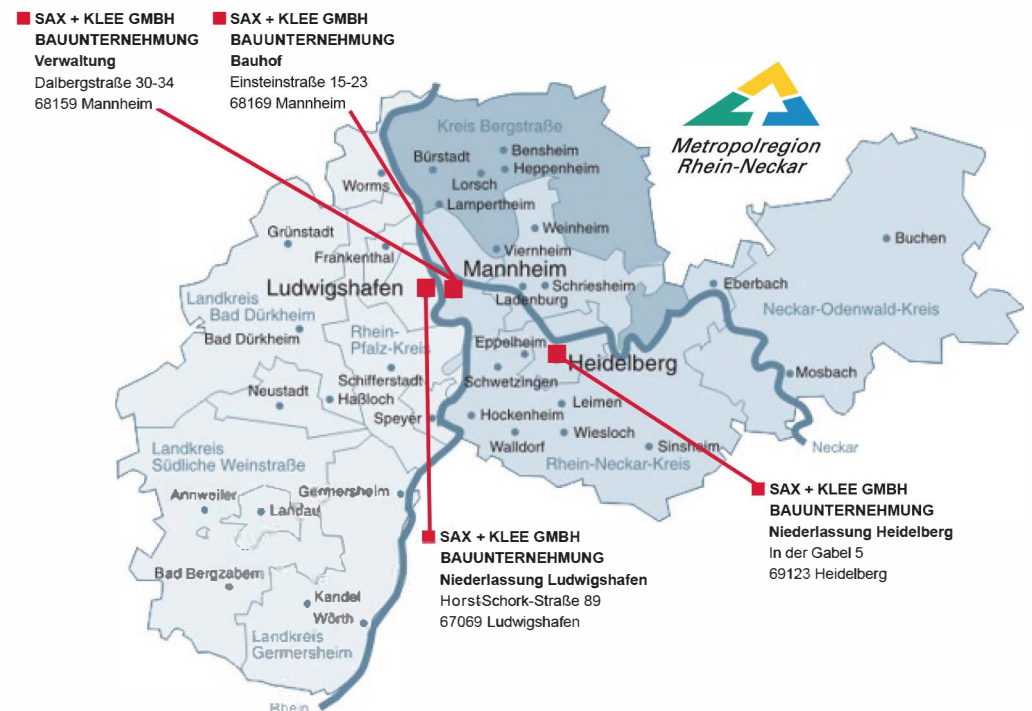 SAX + KLEE GMBH
BAUUNTERNEHMUNG
Verwaltung
Dalbergstraße 30-34
68159 Mannheim
SAX + KLEE GMBH
BAUUNTERNEHMUNG
Bauhof
Einsteinstraße 15-23
68169 Mannheim
Metropolregion
Rhein-Neckar
Kreis Bergstraße
Bensheim
Bürstadt
Heppenheim
Lorsch
Worms
Lampertheim
Weinheim
Grünstadt
Buchen
Viernheim
Frankenthal
Mannheim
Ludwigshafen
Schriesheim
Ladenburg
Eberbach
Landkreis
Bad Dürkheim
Neckar-Odenwald-Kreis
Bad Dürkheim
Rhein-
Pfalz-Kreis
Eppelheim
Heidelberg
Schifferstadt
Schwetzingen
Mosbach
Neustadt
Haßloch
Leimen
Speyer
Hockenheim
Walldorf
Wiesloch
Sinsheim
Neckar
Landkreis
Südliche Weinstraße
Rhein-Neckar-Kreis
Annweiler
Germersheim
Landau
SAX + KLEE GMBH
BAUUNTERNEHMUNG
Niederlassung Heidelberg
In der Gabel 5
69123 Heidelberg
SAX + KLEE GMBH
BAUUNTERNEHMUNG
Niederlassung Ludwigshafen
HorstSchork-Straße 89
67069 Ludwigshafen
Bad Bergzabern
Kandel
Wörth
Landkreis
Germersheim
Rhein